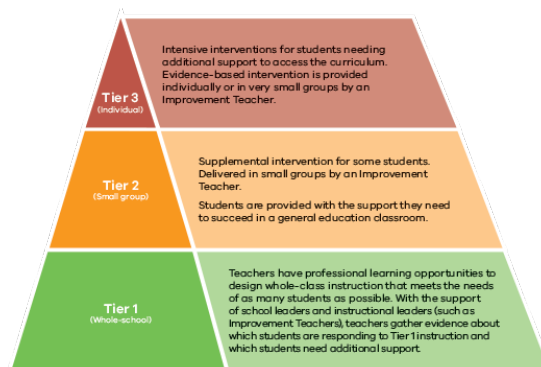 Tier 3
(Individual)
Intensive interventions for students needing
additional support to access the curriculum.
Evidence-based intervention is provided
individually or in very small groups by an
Improvement Teacher.
Tier 2
(Small group)
Supplemental intervention for some students.
Delivered in small groups by an Improvement
Teacher.
Students are provided with the support they need
to succeed in a general education classroom.
Tier 1
(Whole-school)
Teachers have professional learning opportunities to
design whole-class instruction that meets the needs
of as many students as possible. With the support
of school leaders and instructional leaders (such as
Improvement Teachers), teachers gather evidence about
which students are responding to Tier 1 instruction and
which students need additional support